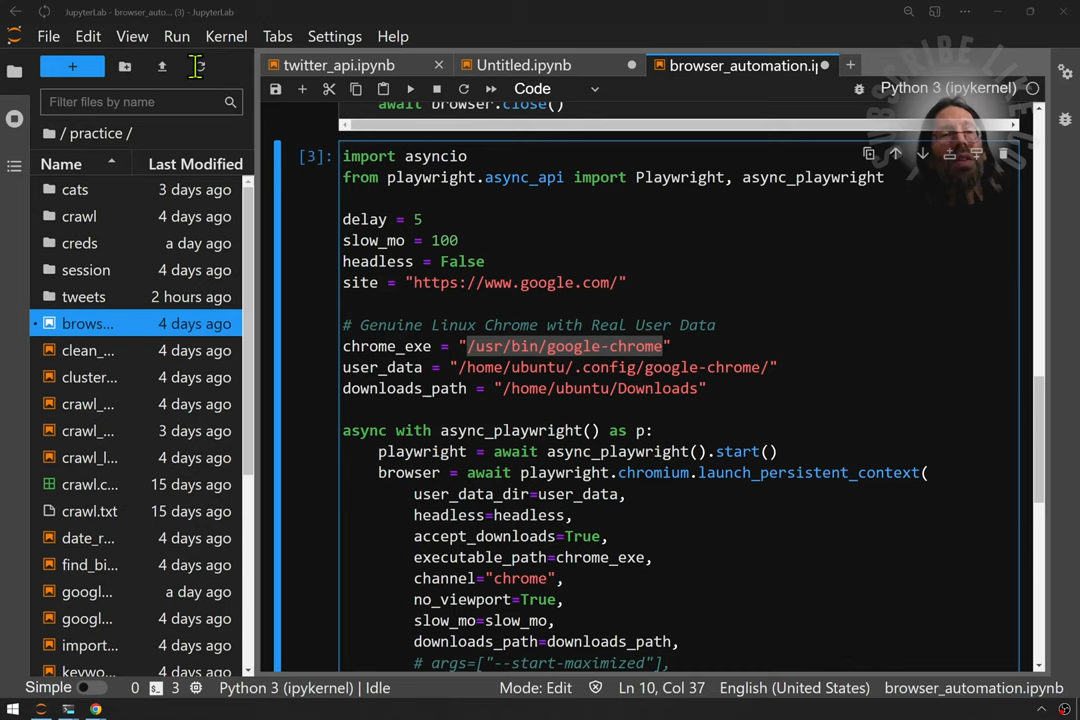 JupyterLab - browser_auto... (3) - JupyterLab
File Edit View Run Kernel Tabs Settings Help
+
twitter_api.ipynb
Untitled.ipynb
browser_automation.i
Filter files by name
Code
Python 3 (ipykernel)
/ practice /
Name Last Modified
cats 3 days ago
crawl 4 days ago
creds a day ago
session 4 days ago
tweets 2 hours ago
brows... 4 days ago
clean_... 4 days ago
cluster... 4 days ago
crawl_... 4 days ago
crawl_... 3 days ago
crawl_l... 4 days ago
crawl.c... 15 days ago
crawl.txt 15 days ago
date_r... 4 days ago
find_bi... 4 days ago
googl... a day ago
googl... 4 days ago
import... 4 days ago
keywo... 4 days ago
await browser.close()
[3]:
import asyncio
from playwright.async_api import Playwright, async_playwright
delay = 5
slow_mo = 100
headless = False
site = "https://www.google.com/"
# Genuine Linux Chrome with Real User Data
chrome_exe = "/usr/bin/google-chrome"
user_data = "/home/ubuntu/.config/google-chrome/"
downloads_path = "/home/ubuntu/Downloads"
async with async_playwright() as p:
playwright = await async_playwright().start()
browser = await playwright.chromium.launch_persistent_context(
user_data_dir=user_data,
headless=headless,
accept_downloads=True,
executable_path=chrome_exe,
channel="chrome",
no_viewport=True,
slow_mo=slow_mo,
downloads_path=downloads_path,
# args=["--start-maximized"],
Simple 0 3 Python 3 (ipykernel) | Idle Mode: Edit Ln 10, Col 37 English (United States) browser_automation.ipynb